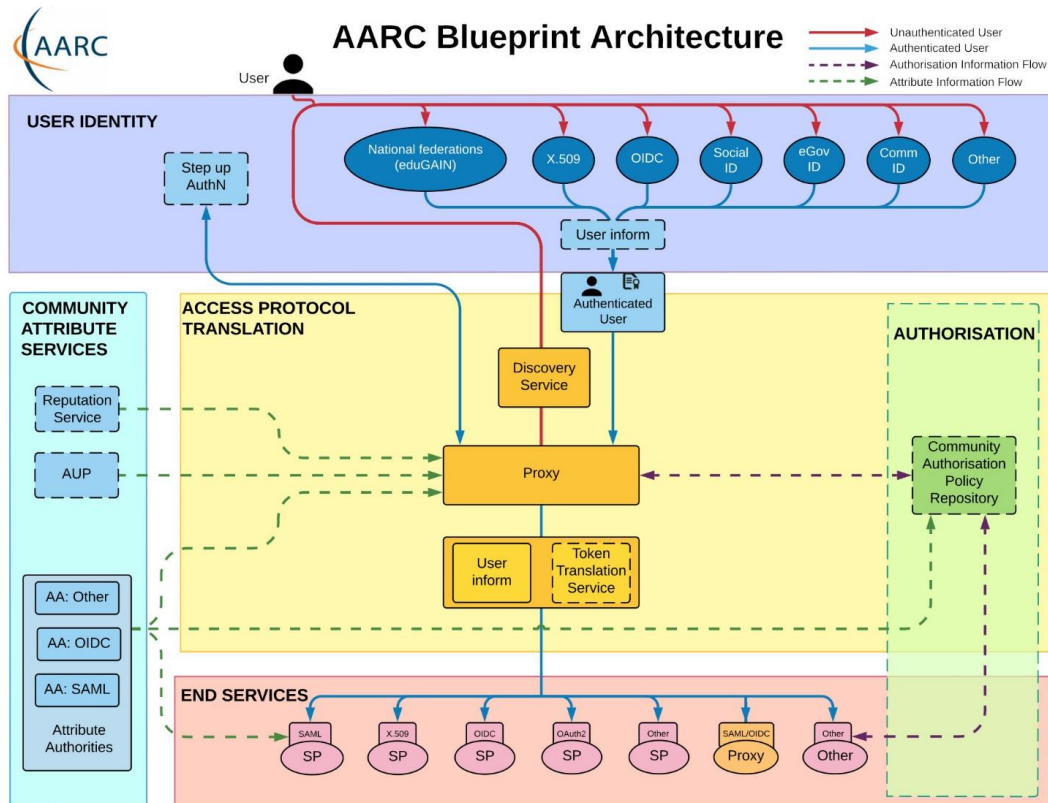 AARC
AARC Blueprint Architecture
Unauthenticated User
Authenticated User
Authorisation Information Flow
Attribute Information Flow
User
USER IDENTITY
Step up
AuthN
National federations
(eduGAIN)
X.509
OIDC
Social
ID
eGov
ID
Comm
ID
Other
User inform
Authenticated
User
COMMUNITY
ATTRIBUTE
SERVICES
ACCESS PROTOCOL
TRANSLATION
AUTHORISATION
Discovery
Service
Reputation
Service
AUP
Proxy
Community
Authorisation
Policy
Repository
User
inform
Token
Translation
Service
AA: Other
AA: OIDC
AA: SAML
Attribute
Authorities
END SERVICES
SAML
SP
X.509
SP
OIDC
SP
OAuth2
SP
Other
SP
SAML/OIDC
Proxy
Other
Other